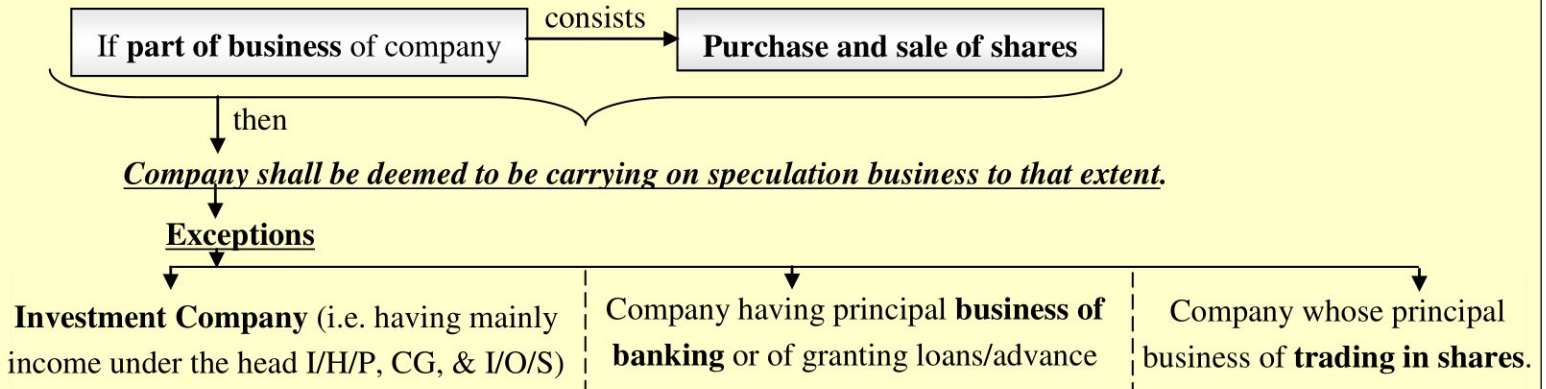 consists
If part of business of company
Purchase and sale of shares
then
Company shall be deemed to be carrying on speculation business to that extent.
Exceptions
Investment Company (i.e. having mainly
income under the head I/H/P, CG, & I/O/S)
Company having principal business of
banking or of granting loans/advance
Company whose principal
business of trading in shares.